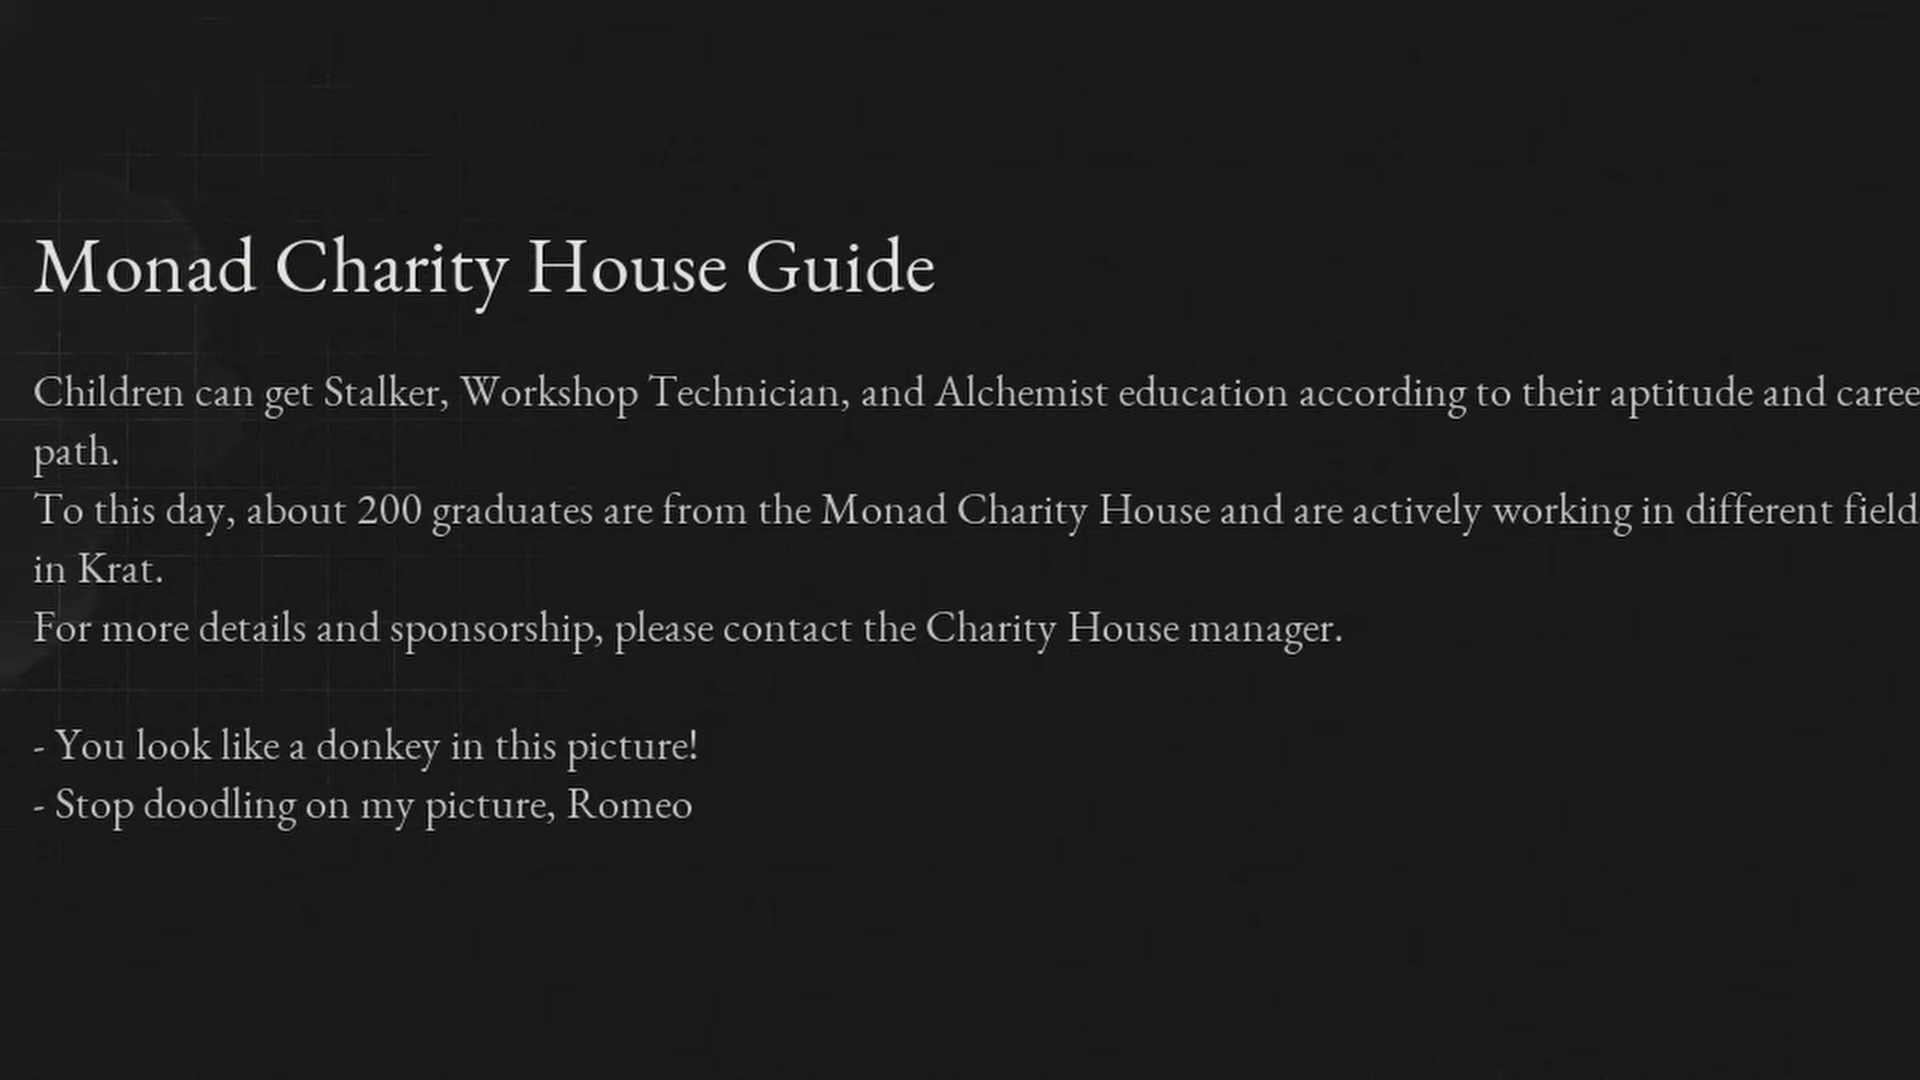 Monad Charity House Guide
Children can get Stalker, Workshop Technician, and Alchemist education according to their aptitude and caree
path.
To this day, about 200 graduates are from the Monad Charity House and are actively working in different field
in Krat.
For more details and sponsorship, please contact the Charity House manager.
- You look like a donkey in this picture!
- Stop doodling on my picture, Romeo